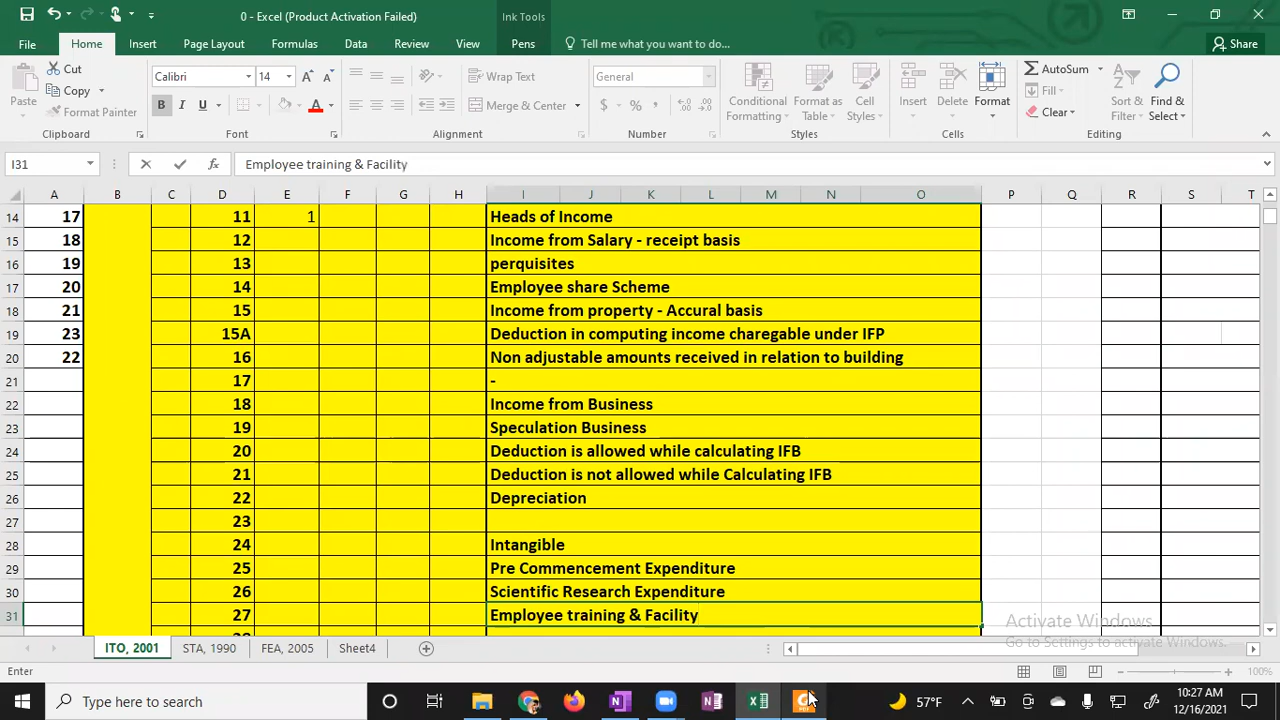 0 - Excel (Product Activation Failed)
Ink Tools
File
Home
Insert
Page Layout
Formulas
Data
Review
View
Pens
Tell me what you want to do...
Share
Paste
Cut
Copy
Format Painter
Clipboard
Calibri
14
B I U
Font
Wrap Text
Merge & Center
Alignment
General
$ % ,
Number
Conditional Formatting
Format as Table
Cell Styles
Styles
Insert
Delete
Format
Cells
AutoSum
Fill
Clear
Sort & Filter
Find & Select
Editing
I31
fx
Employee training & Facility
A B C D E F G H I J K L M N O P Q R S T
14 17 11 1 Heads of Income
15 18 12 Income from Salary - receipt basis
16 19 13 perquisites
17 20 14 Employee share Scheme
18 21 15 Income from property - Accural basis
19 23 15A Deduction in computing income charegable under IFP
20 22 16 Non adjustable amounts received in relation to building
21 17 -
22 18 Income from Business
23 19 Speculation Business
24 20 Deduction is allowed while calculating IFB
25 21 Deduction is not allowed while Calculating IFB
26 22 Depreciation
27 23
28 24 Intangible
29 25 Pre Commencement Expenditure
30 26 Scientific Research Expenditure
31 27 Employee training & Facility
Activate Windows
Go to Settings to activate Windows.
ITO, 2001
STA, 1990
FEA, 2005
Sheet4
Enter
100%
Type here to search
57°F
10:27 AM
12/16/2021